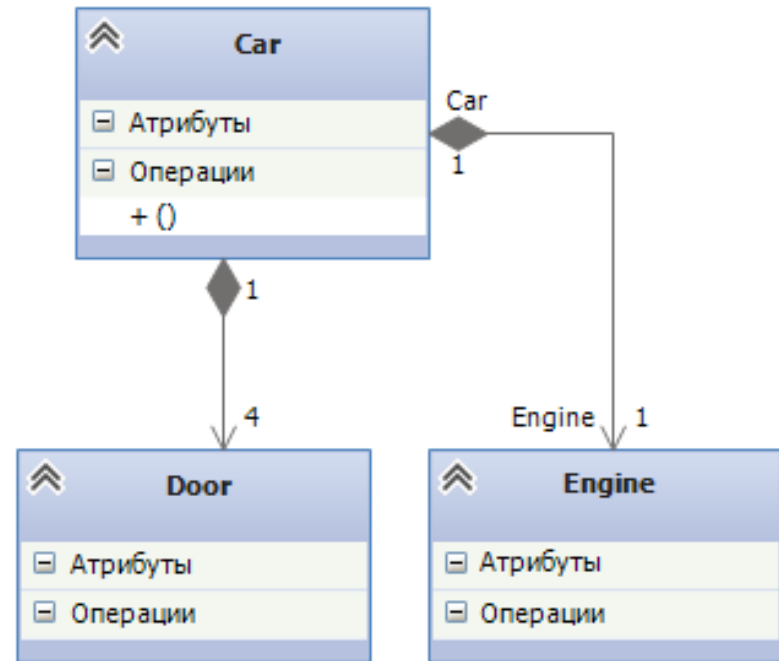 Car
Атрибуты
Операции
+ ()
Car
1
1
4
Engine 1
Door
Атрибуты
Операции
Engine
Атрибуты
Операции